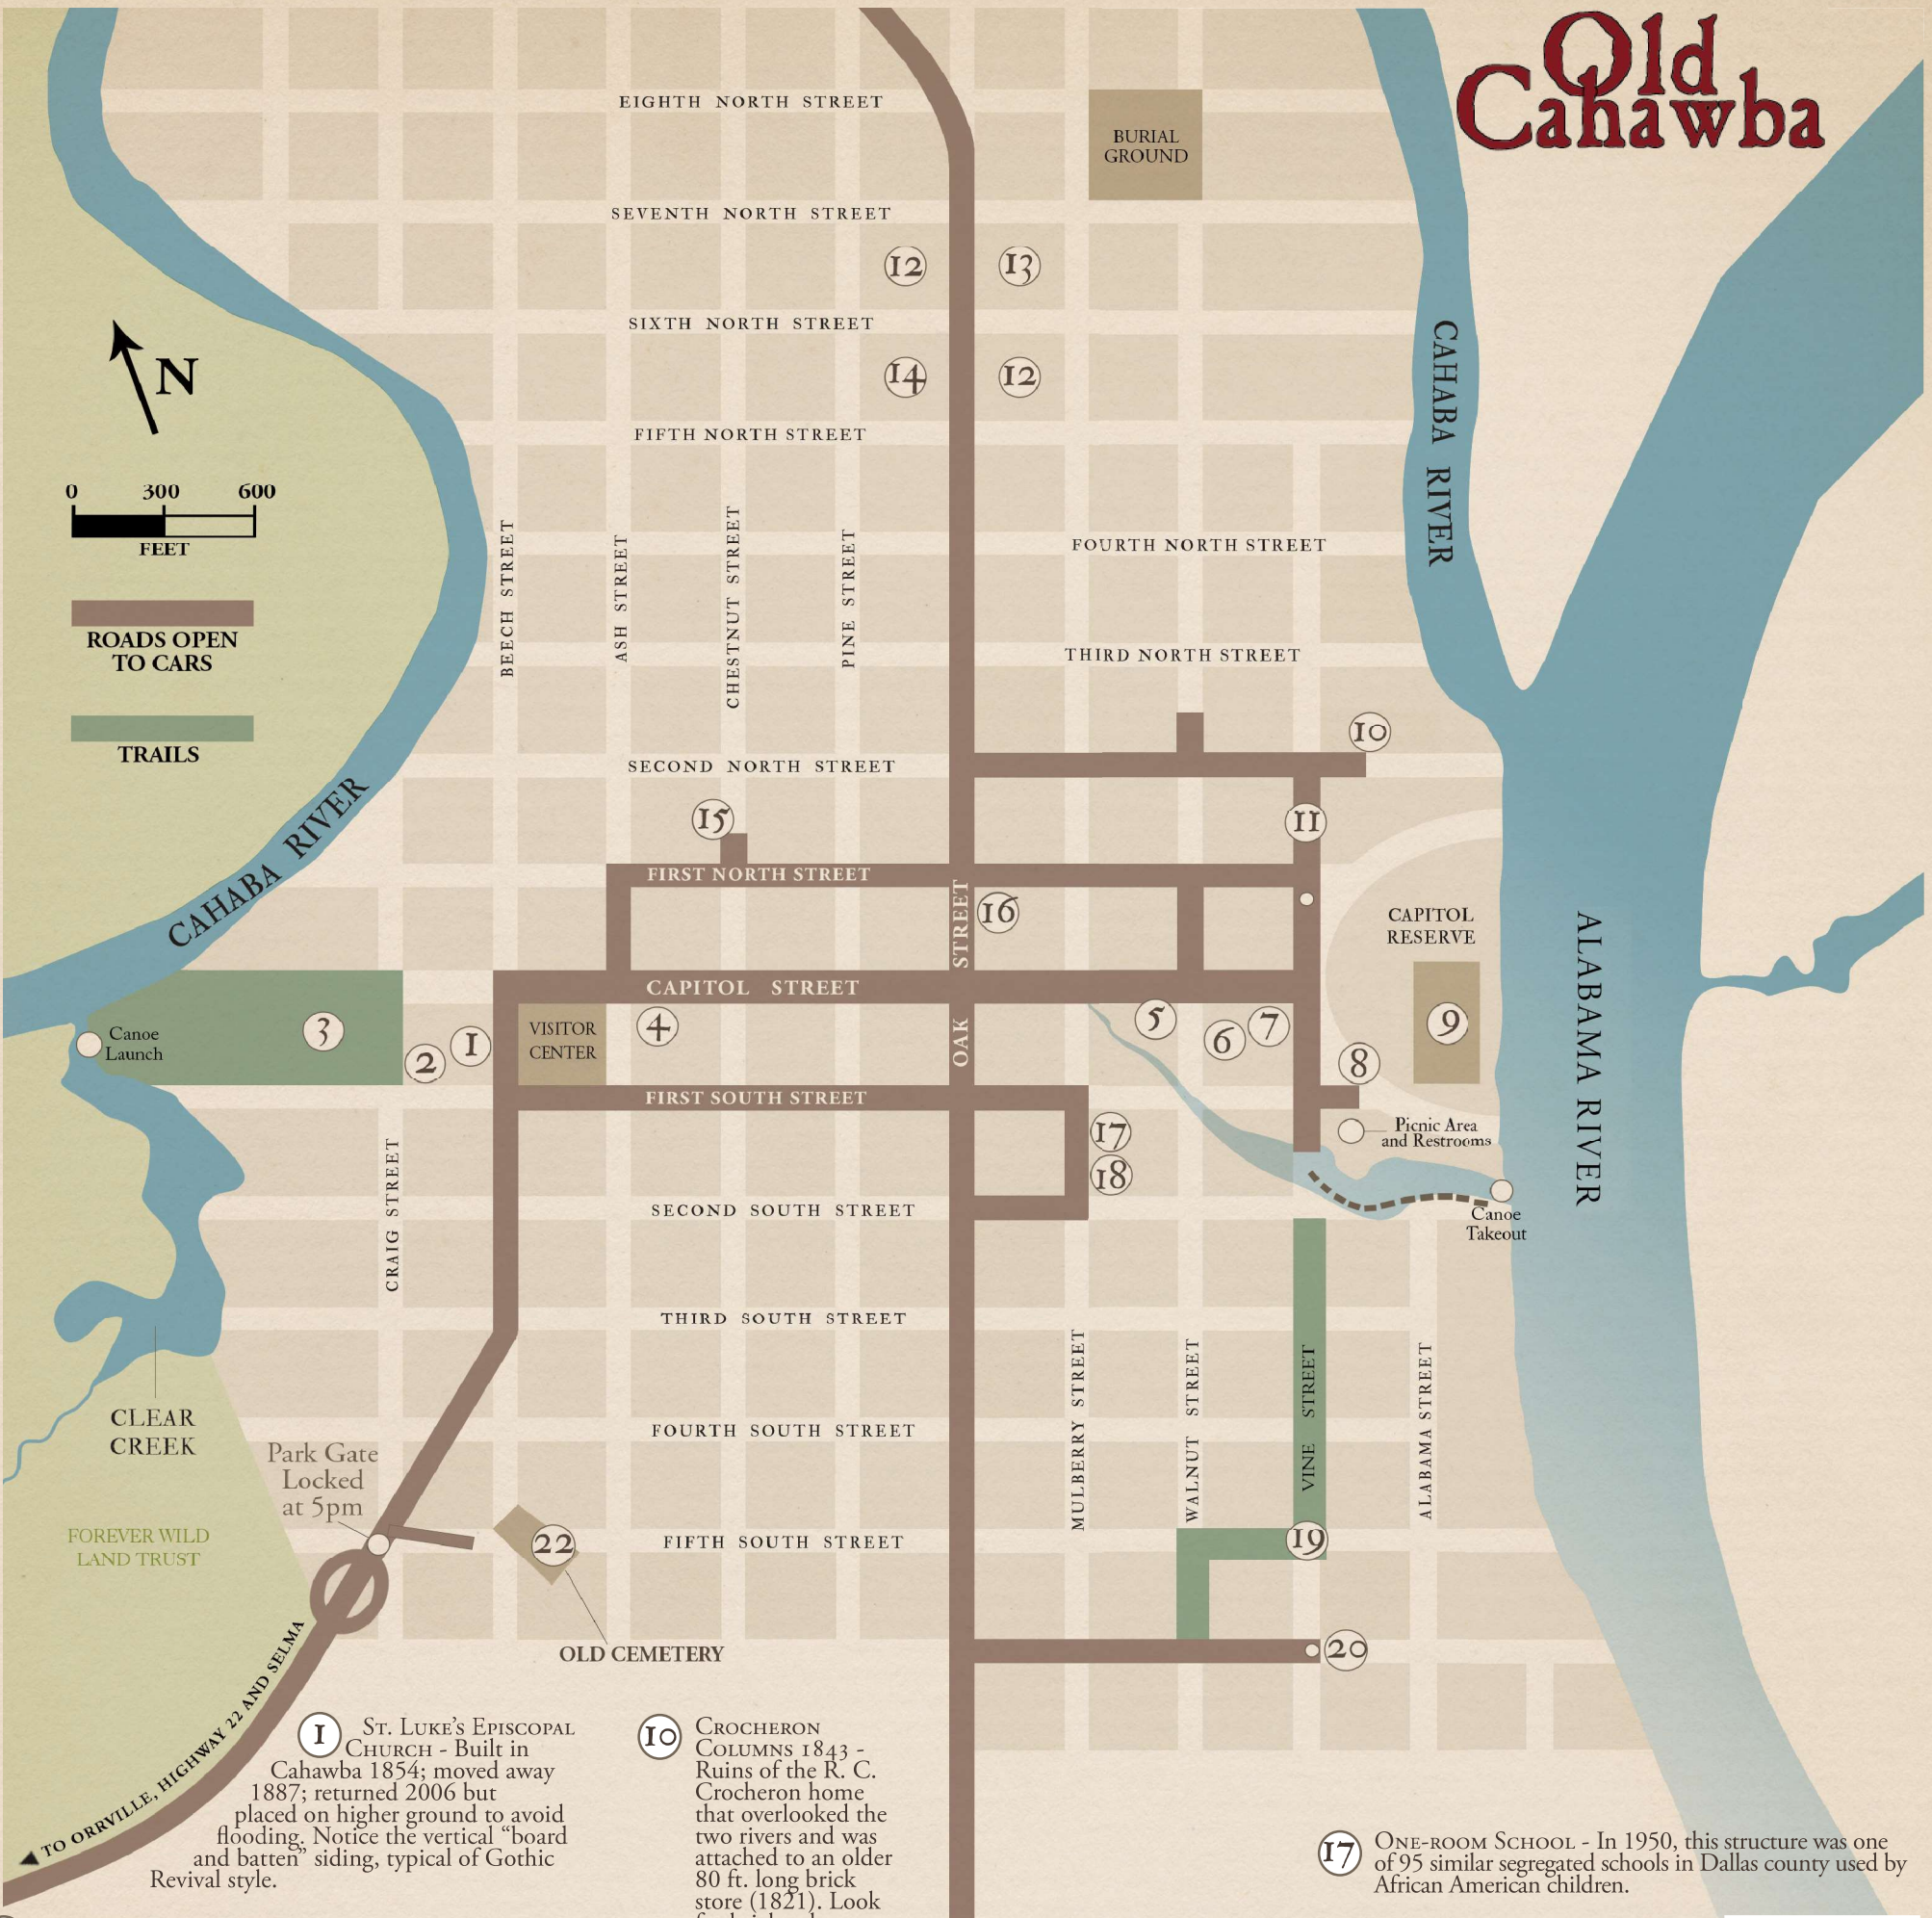 Old
Cahawba
EIGHTH NORTH STREET
BURIAL
GROUND
SEVENTH NORTH STREET
12
13
SIXTH NORTH STREET
14
12
N
FIFTH NORTH STREET
CAHABA RIVER
0 300 600
FEET
BEECH STREET
ASH STREET
CHESTNUT STREET
PINE STREET
FOURTH NORTH STREET
ROADS OPEN
TO CARS
THIRD NORTH STREET
TRAILS
10
SECOND NORTH STREET
15
11
CAHABA RIVER
FIRST NORTH STREET
OAK STREET
16
CAPITOL
RESERVE
ALABAMA RIVER
CAPITOL STREET
Canoe
Launch
3
2
1
VISITOR
CENTER
4
5
6
7
8
9
FIRST SOUTH STREET
17
18
Picnic Area
and Restrooms
CRAIG STREET
SECOND SOUTH STREET
Canoe
Takeout
THIRD SOUTH STREET
MULBERRY STREET
WALNUT STREET
VINE STREET
ALABAMA STREET
CLEAR
CREEK
FOURTH SOUTH STREET
Park Gate
Locked
at 5pm
FOREVER WILD
LAND TRUST
22
FIFTH SOUTH STREET
19
OLD CEMETERY
20
TO ORRVILLE, HIGHWAY 22 AND SELMA
1 ST. LUKE'S EPISCOPAL
CHURCH - Built in
Cahawba 1854; moved away
1887; returned 2006 but
placed on higher ground to avoid
flooding. Notice the vertical “board
and batten” siding, typical of Gothic
Revival style.
10 CROCHERON
COLUMNS 1843 -
Ruins of the R. C.
Crocheron home
that overlooked the
two rivers and was
attached to an older
80 ft. long brick
store (1821). Look
17 ONE-ROOM SCHOOL - In 1950, this structure was one
of 95 similar segregated schools in Dallas county used by
African American children.